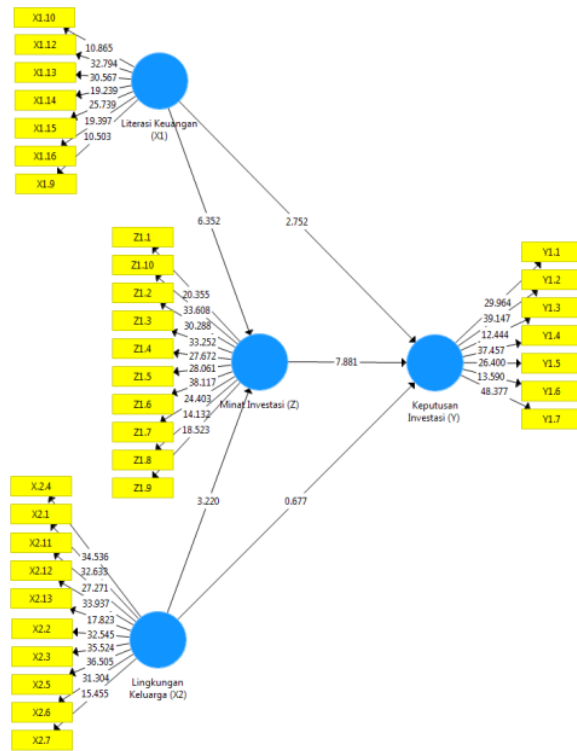 X1.10
X1.12
X1.13
X1.14
X1.15
X1.16
X1.9
10.865
32.794
30.567
19.239
25.739
19.397
10.503
Literasi Keuangan
(X1)
6.352
2.752
Z1.1
Z1.10
Z1.2
Z1.3
Z1.4
Z1.5
Z1.6
Z1.7
Z1.8
Z1.9
20.355
33.608
30.288
33.252
27.672
28.061
38.117
24.403
14.132
18.523
Minat Investasi (Z)
7.881
Y1.1
Y1.2
Y1.3
Y1.4
Y1.5
Y1.6
Y1.7
29.964
39.147
12.444
37.457
26.400
13.590
48.377
Keputusan
Investasi (Y)
3.220
0.677
X.2.4
X2.1
X2.11
X2.12
X2.13
X2.2
X2.3
X2.5
X2.6
X2.7
34.536
32.633
27.271
33.937
17.823
32.545
35.524
36.505
31.304
15.455
Lingkungan
Keluarga (X2)